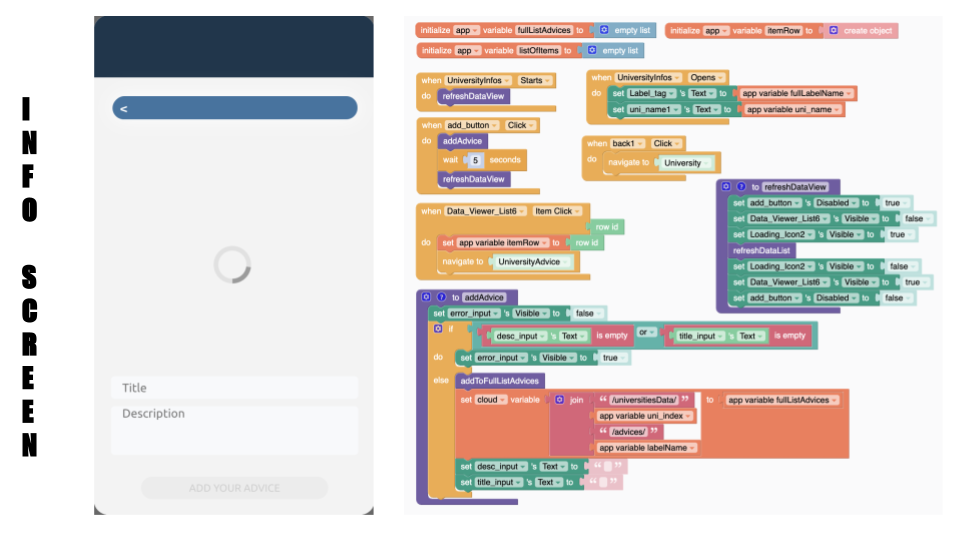 INFO SCREEN
<
Title
Description
ADD YOUR ADVICE
initialize app variable fullListAdvices to empty list
initialize app variable itemRow to create object
initialize app variable listOfItems to empty list
when UniversityInfos Starts
do refreshDataView
when UniversityInfos Opens
do set Label_tag 's Text to app variable fullLabelName
set uni_name1 's Text to app variable uni_name
when add_button Click
do addAdvice
wait 5 seconds
refreshDataView
when back1 Click
do navigate to University
when Data_Viewer_List6 Item Click
row id
do set app variable itemRow to row id
navigate to UniversityAdvice
? to refreshDataView
set add_button 's Disabled to true
set Data_Viewer_List6 's Visible to false
set Loading_Icon2 's Visible to true
refreshDataList
set Loading_Icon2 's Visible to false
set Data_Viewer_List6 's Visible to true
set add_button 's Disabled to false
? to addAdvice
set error_input 's Visible to false
if desc_input 's Text is empty or title_input 's Text is empty
do set error_input 's Visible to true
else addToFullListAdvices
set cloud variable join “ /universitiesData/ ” to app variable fullListAdvices
app variable uni_index
“ /advices/ ”
app variable labelName
set desc_input 's Text to “ ”
set title_input 's Text to “ ”